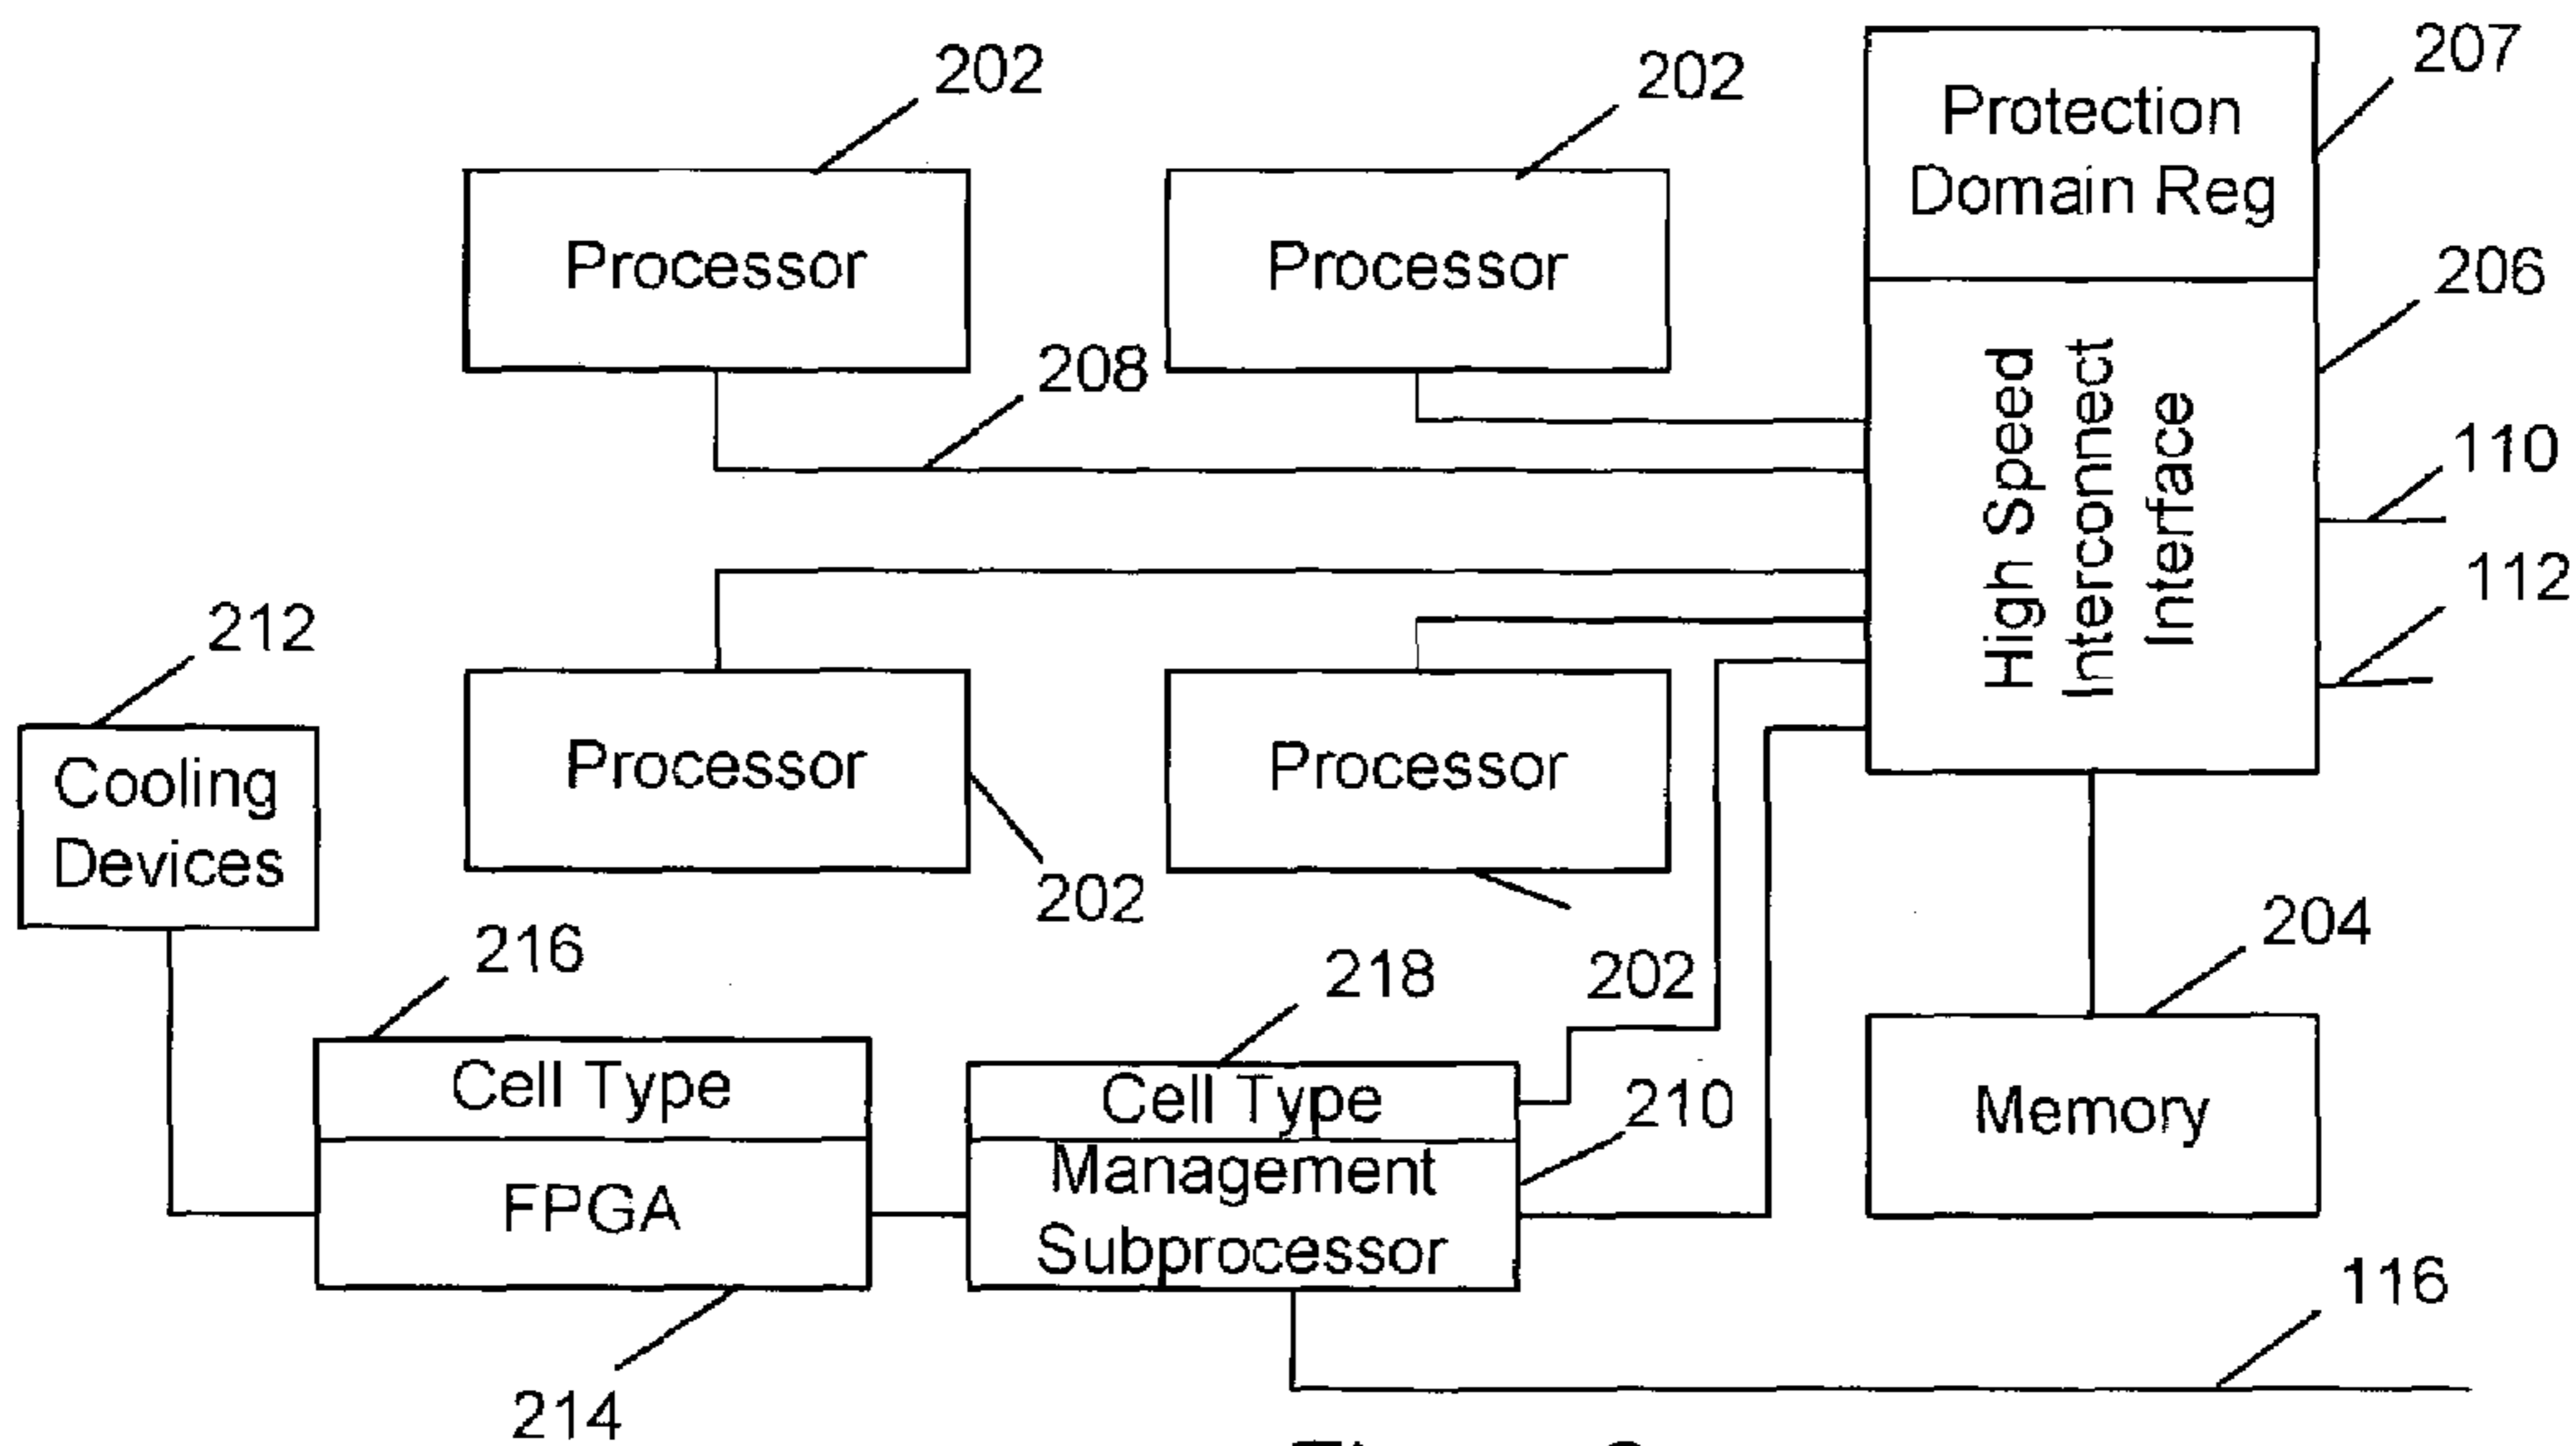 202
202
207
Protection
Domain Reg
Processor
Processor
206
208
High Speed
Interconnect
Interface
110
112
212
Cooling
Devices
Processor
Processor
202
202
216
218
204
Cell Type
Cell Type
210
Memory
FPGA
Management
Subprocessor
116
214